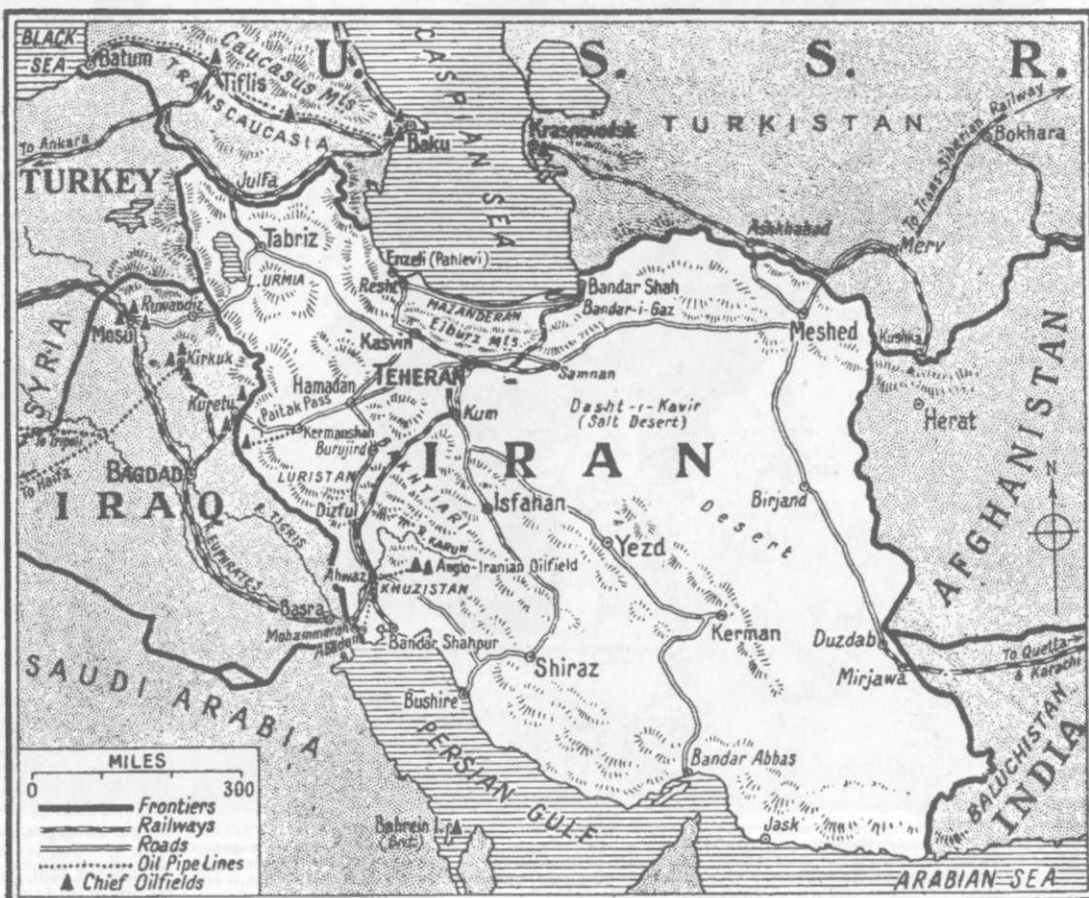 BLACK SEA
Batum
Caucasus Mts
TRANSCAUCASIA
Tiflis
Baku
CASPIAN SEA
U. S. S. R.
Krasnovodsk
TURKISTAN
To Trans-Siberian Railway
Bokhara
Merv
Ashkhabad
To Ankara
TURKEY
Julfa
Tabriz
L. URMIA
Enzeli (Pahlevi)
Resht
MAZANDERAN
Elburz Mts.
Bandar Shah
Bandar-i-Gaz
Meshed
Kushka
Herat
AFGHANISTAN
N
SYRIA
Mosul
Ruwandiz
Kirkuk
Kuretu
Kaswin
TEHERAN
Samnan
Hamadan
Paitak Pass
Kermanshah
Burujird
Kum
Dasht-i-Kavir
(Salt Desert)
IRAN
To Tripoli
To Haifa
BAGDAD
IRAQ
R. TIGRIS
EUPHRATES
LURISTAN
Dizful
BAKHTIARI
Isfahan
Yezd
Desert
Birjand
R. KARUN
Anglo-Iranian Oilfield
Ahwaz
KHUZISTAN
Basra
Mohammerah
Abadan
Bandar Shahpur
Kerman
Duzdab
Mirjawa
To Quetta
& Karachi
Shiraz
Bushire
SAUDI ARABIA
PERSIAN GULF
Bandar Abbas
Jask
BALUCHISTAN
INDIA
Bahrein I.
(Brit.)
ARABIAN SEA
MILES
0 300
Frontiers
Railways
Roads
Oil Pipe Lines
Chief Oilfields